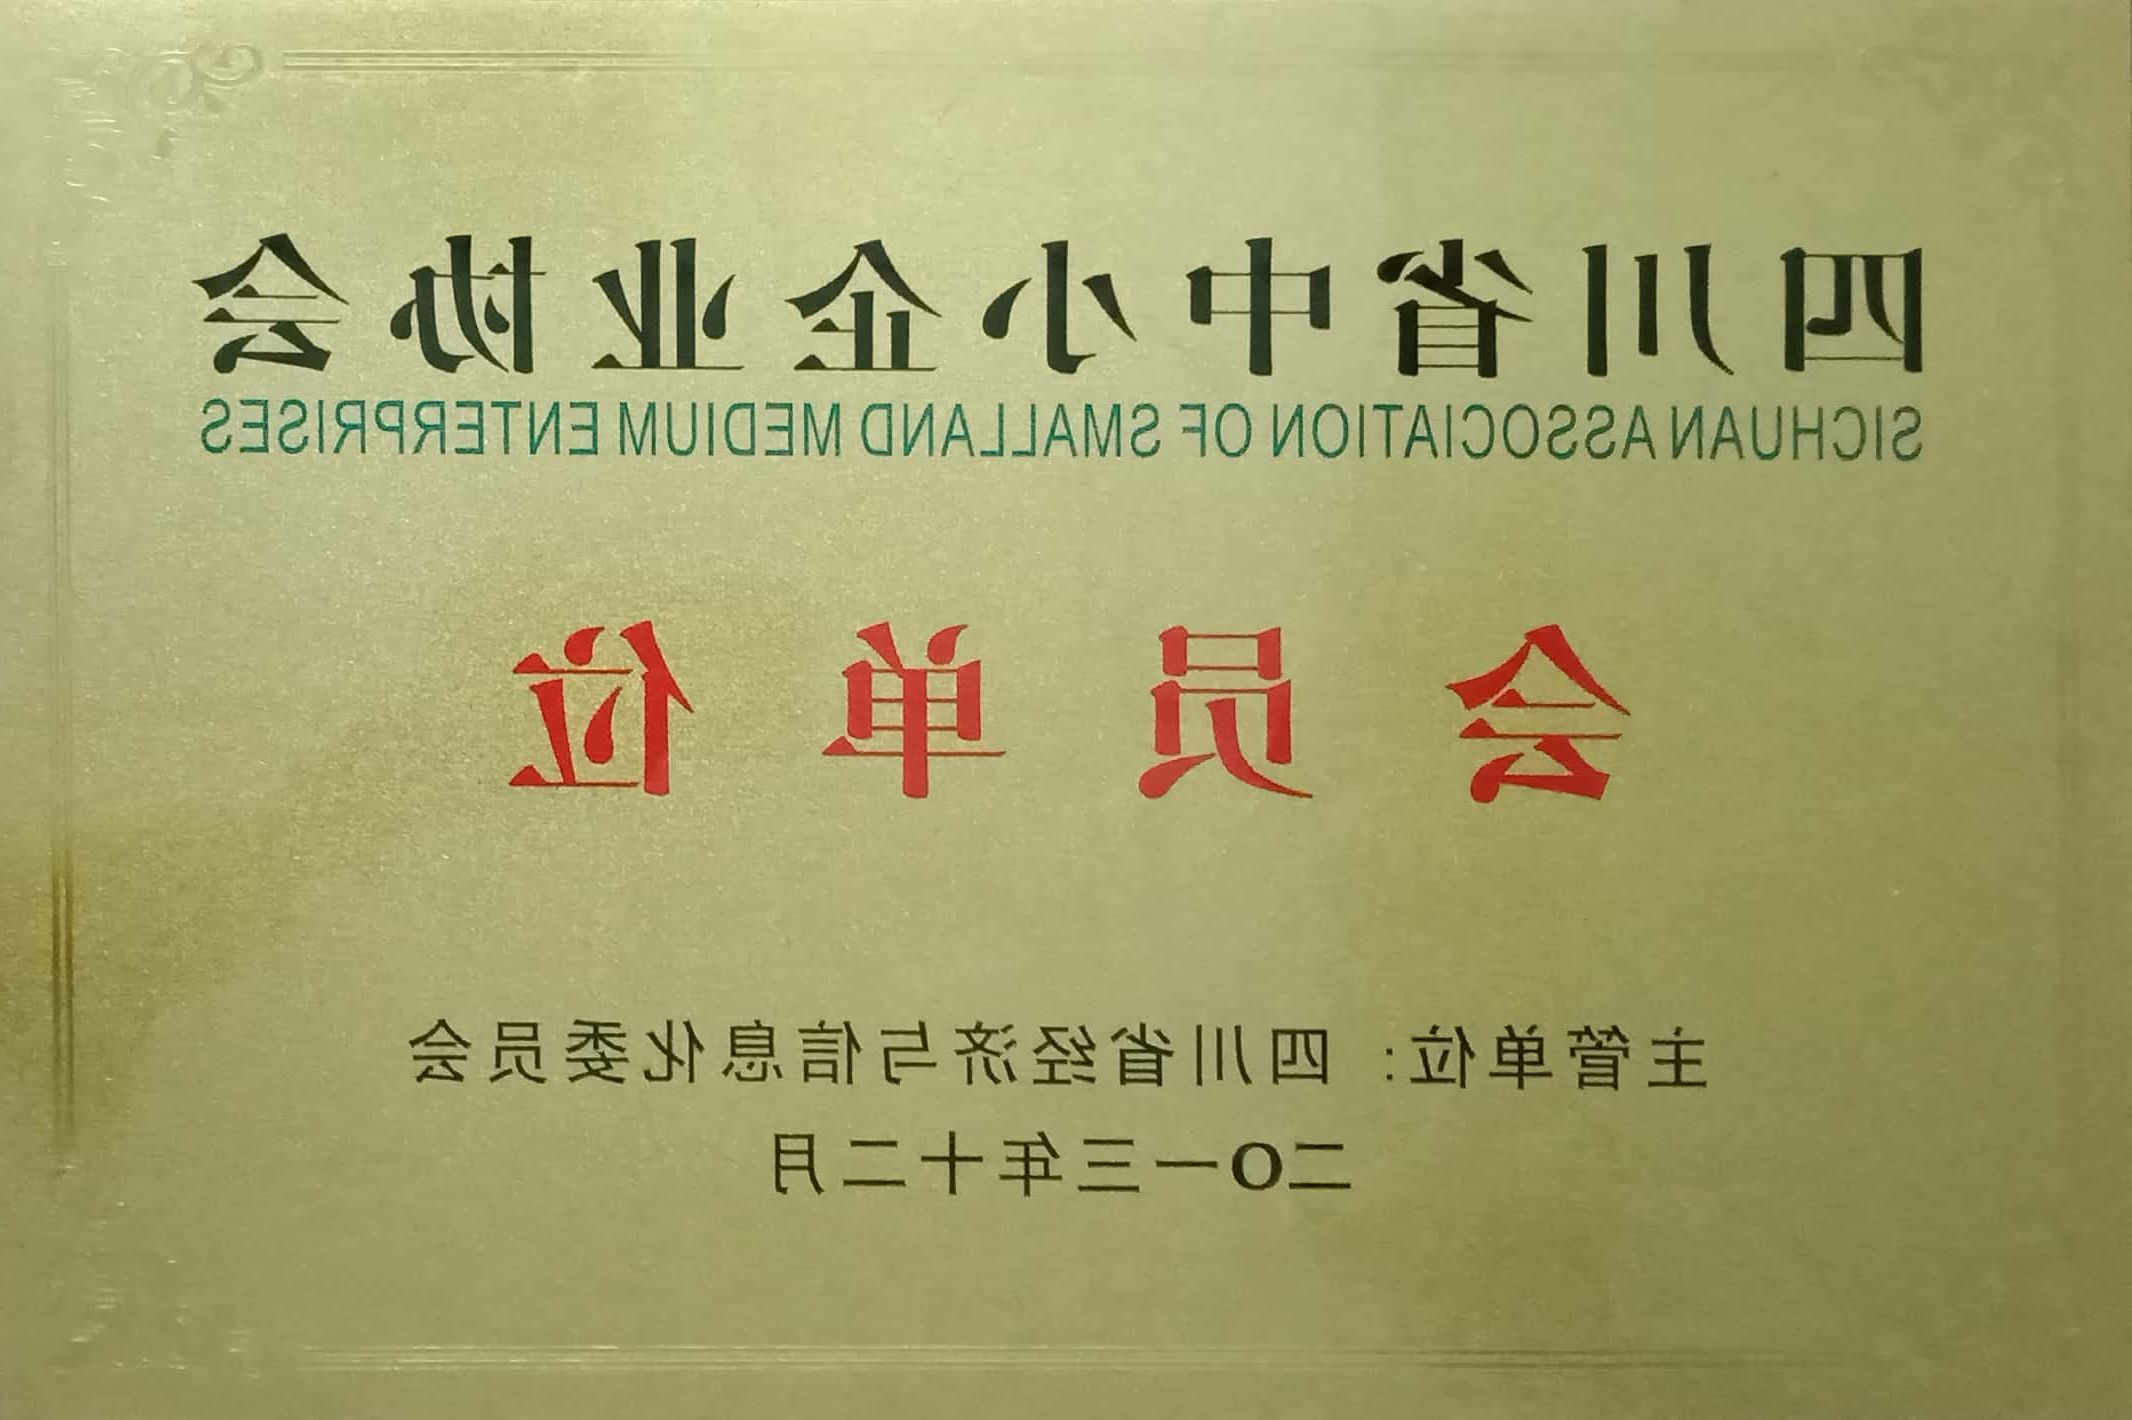 四川省中小企业协会
SICHUAN ASSOCIATION OF SMALLAND MEDIUM ENTERPRISES
会员单位
主管单位：四川省经济与信息化委员会
二O一三年十二月